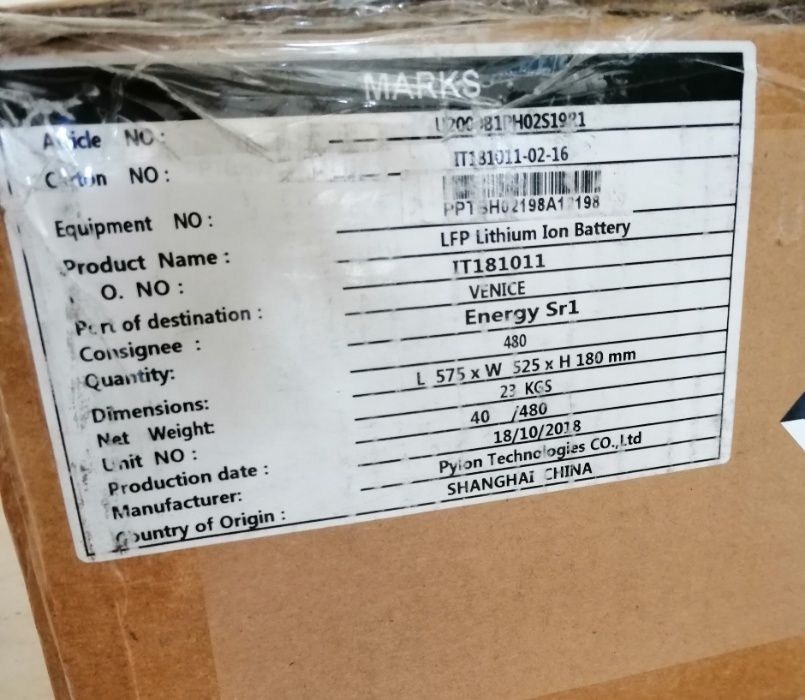 MARKS
Article NO:
Carton NO: IT181011-02-16
Equipment NO:
Product Name: LFP Lithium Ion Battery
O. NO: IT181011
Port of destination: VENICE
Consignee: Energy Srl
Quantity: 480
Dimensions: L 575 x W 525 x H 180 mm
Net Weight: 23 KGS
Unit NO: 40 /480
Production date: 18/10/2018
Manufacturer: Pylon Technologies CO.,Ltd
Country of Origin: SHANGHAI CHINA